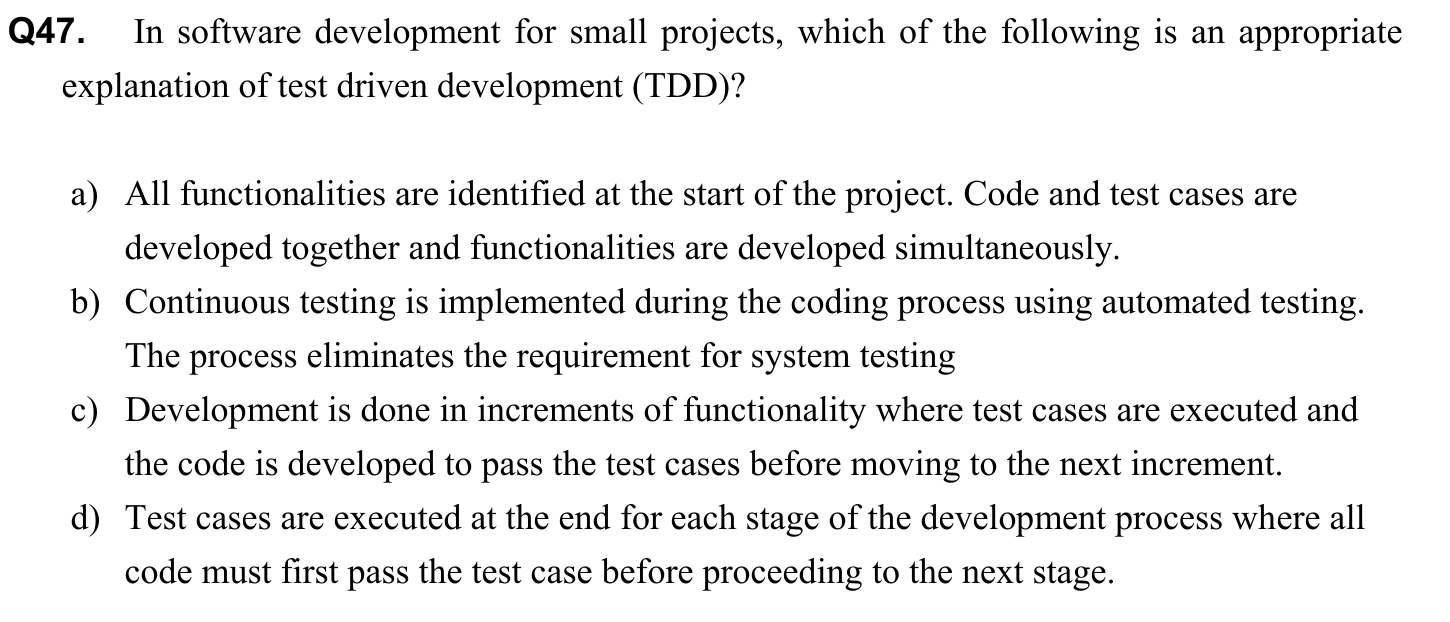 Q47. In software development for small projects, which of the following is an appropriate
explanation of test driven development (TDD)?
a) All functionalities are identified at the start of the project. Code and test cases are
developed together and functionalities are developed simultaneously.
b) Continuous testing is implemented during the coding process using automated testing.
The process eliminates the requirement for system testing
c) Development is done in increments of functionality where test cases are executed and
the code is developed to pass the test cases before moving to the next increment.
d) Test cases are executed at the end for each stage of the development process where all
code must first pass the test case before proceeding to the next stage.